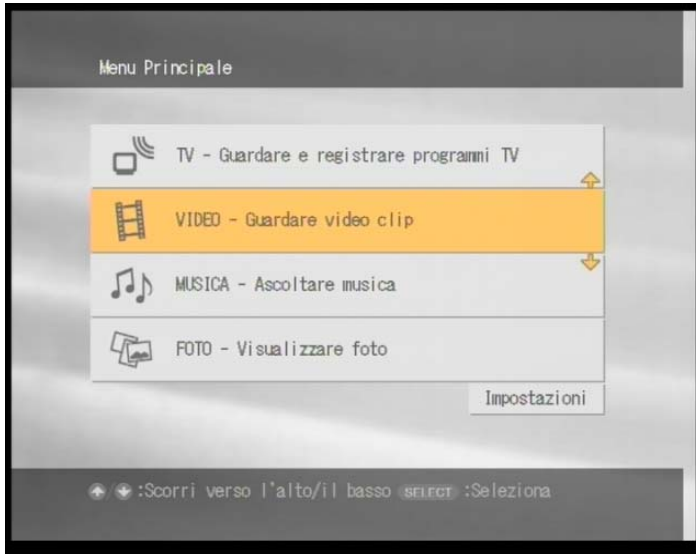 Menu Principale
TV - Guardare e registrare programmi TV
VIDEO - Guardare video clip
MUSICA - Ascoltare musica
FOTO - Visualizzare foto
Impostazioni
:Scorri verso l'alto/il basso SELECT :Seleziona